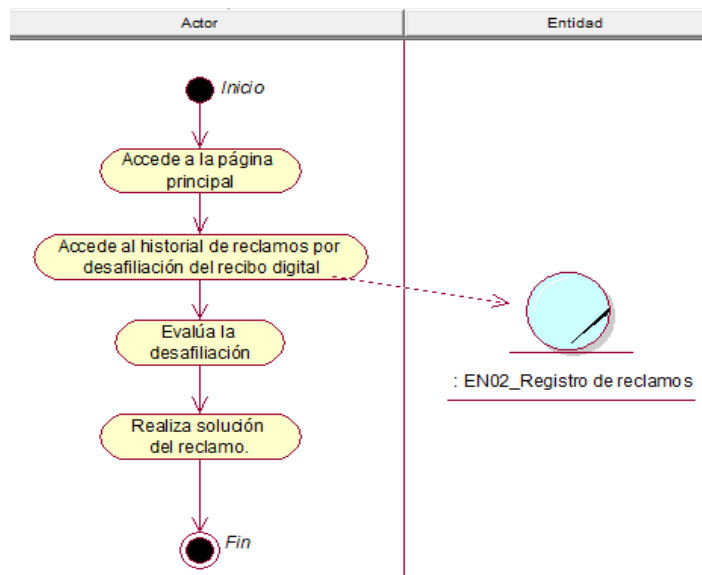 Actor
Entidad
Inicio
Accede a la página
principal
Accede al historial de reclamos por
desafiliación del recibo digital
Evalúa la
desafiliación
: EN02_Registro de reclamos
Realiza solución
del reclamo.
Fin